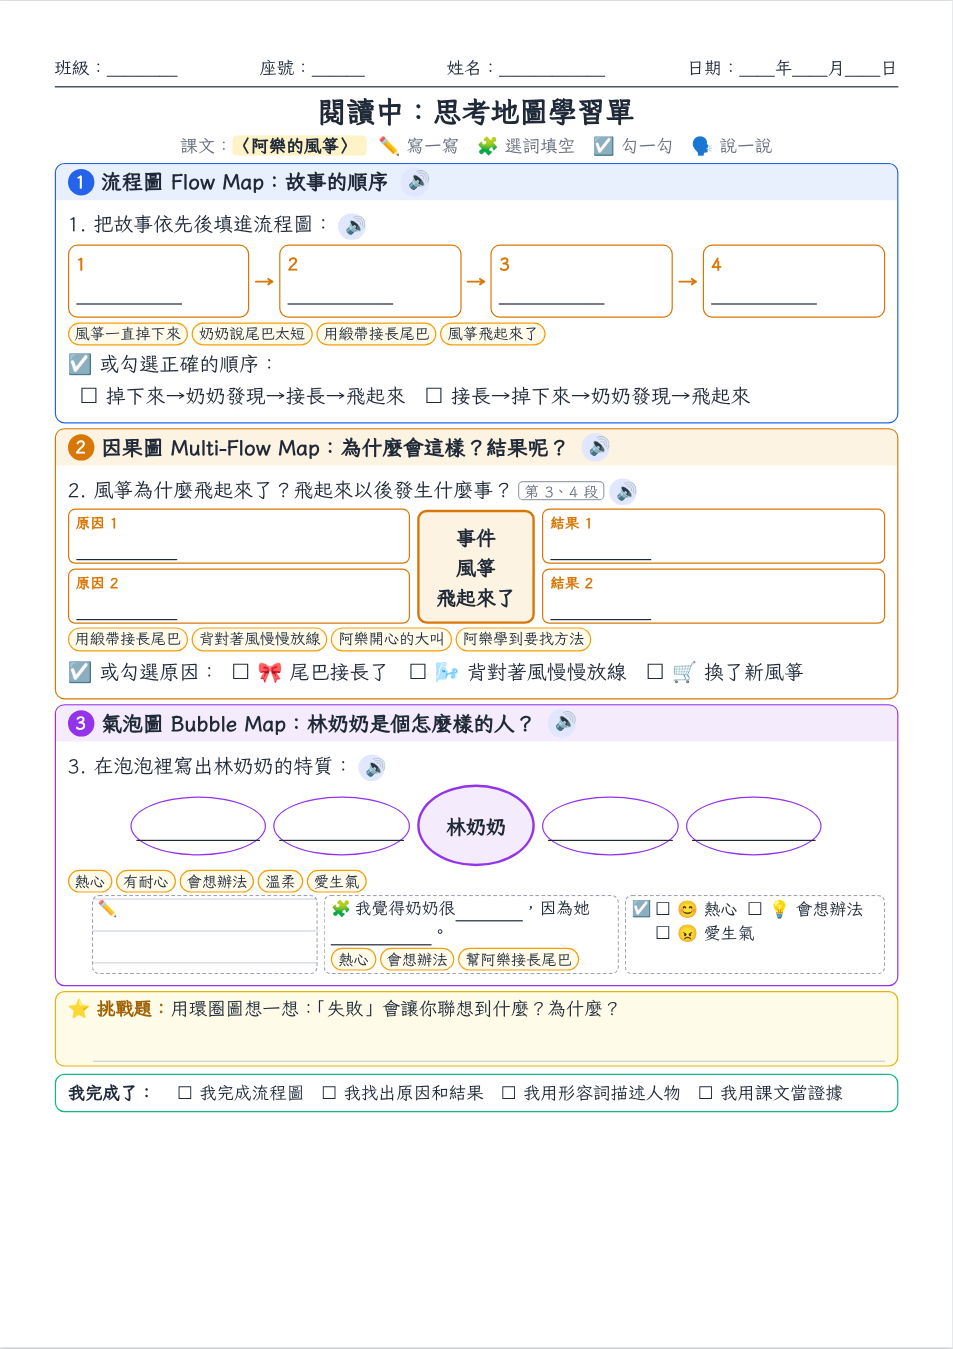 班級：________ 座號：______ 姓名：____________ 日期：____年____月____日
閱讀中：思考地圖學習單
課文：〈阿樂的風箏〉 ✏️ 寫一寫 🧩 選詞填空 ☑️ 勾一勾 🗣️ 說一說
1 流程圖 Flow Map：故事的順序 🔊
1. 把故事依先後填進流程圖： 🔊
1 → 2 → 3 → 4
風箏一直掉下來 奶奶說尾巴太短 用緞帶接長尾巴 風箏飛起來了
☑️ 或勾選正確的順序：
☐ 掉下來→奶奶發現→接長→飛起來 ☐ 接長→掉下來→奶奶發現→飛起來
2 因果圖 Multi-Flow Map：為什麼會這樣？結果呢？ 🔊
2. 風箏為什麼飛起來了？飛起來以後發生什麼事？ 第 3、4 段 🔊
原因 1
原因 2
事件
風箏
飛起來了
結果 1
結果 2
用緞帶接長尾巴 背對著風慢慢放線 阿樂開心的大叫 阿樂學到要找方法
☑️ 或勾選原因： ☐ 🎀 尾巴接長了 ☐ 🌬️ 背對著風慢慢放線 ☐ 🛒 換了新風箏
3 氣泡圖 Bubble Map：林奶奶是個怎麼樣的人？ 🔊
3. 在泡泡裡寫出林奶奶的特質： 🔊
林奶奶
熱心 有耐心 會想辦法 溫柔 愛生氣
✏️
🧩 我覺得奶奶很________，因為她
____________。
熱心 會想辦法 幫阿樂接長尾巴
☑️ ☐ 😊 熱心 ☐ 💡 會想辦法
☐ 😠 愛生氣
⭐ 挑戰題：用環圈圖想一想：「失敗」會讓你聯想到什麼？為什麼？
我完成了： ☐ 我完成流程圖 ☐ 我找出原因和結果 ☐ 我用形容詞描述人物 ☐ 我用課文當證據